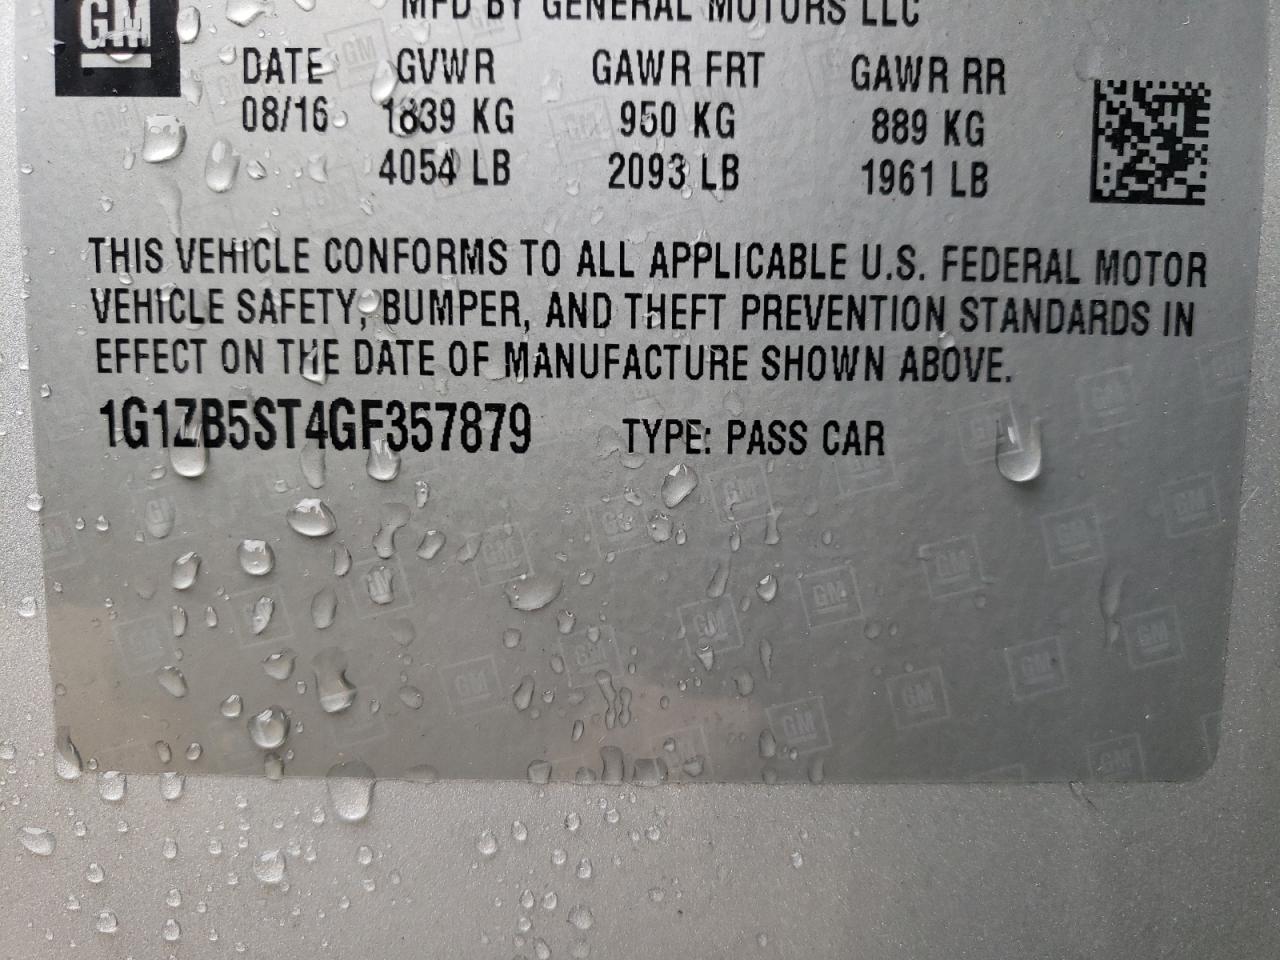 GM
MFD BY GENERAL MOTORS LLC
DATE GVWR GAWR FRT GAWR RR
08/16 1839 KG 950 KG 889 KG
4054 LB 2093 LB 1961 LB
THIS VEHICLE CONFORMS TO ALL APPLICABLE U.S. FEDERAL MOTOR
VEHICLE SAFETY, BUMPER, AND THEFT PREVENTION STANDARDS IN
EFFECT ON THE DATE OF MANUFACTURE SHOWN ABOVE.
1G1ZB5ST4GF357879 TYPE: PASS CAR